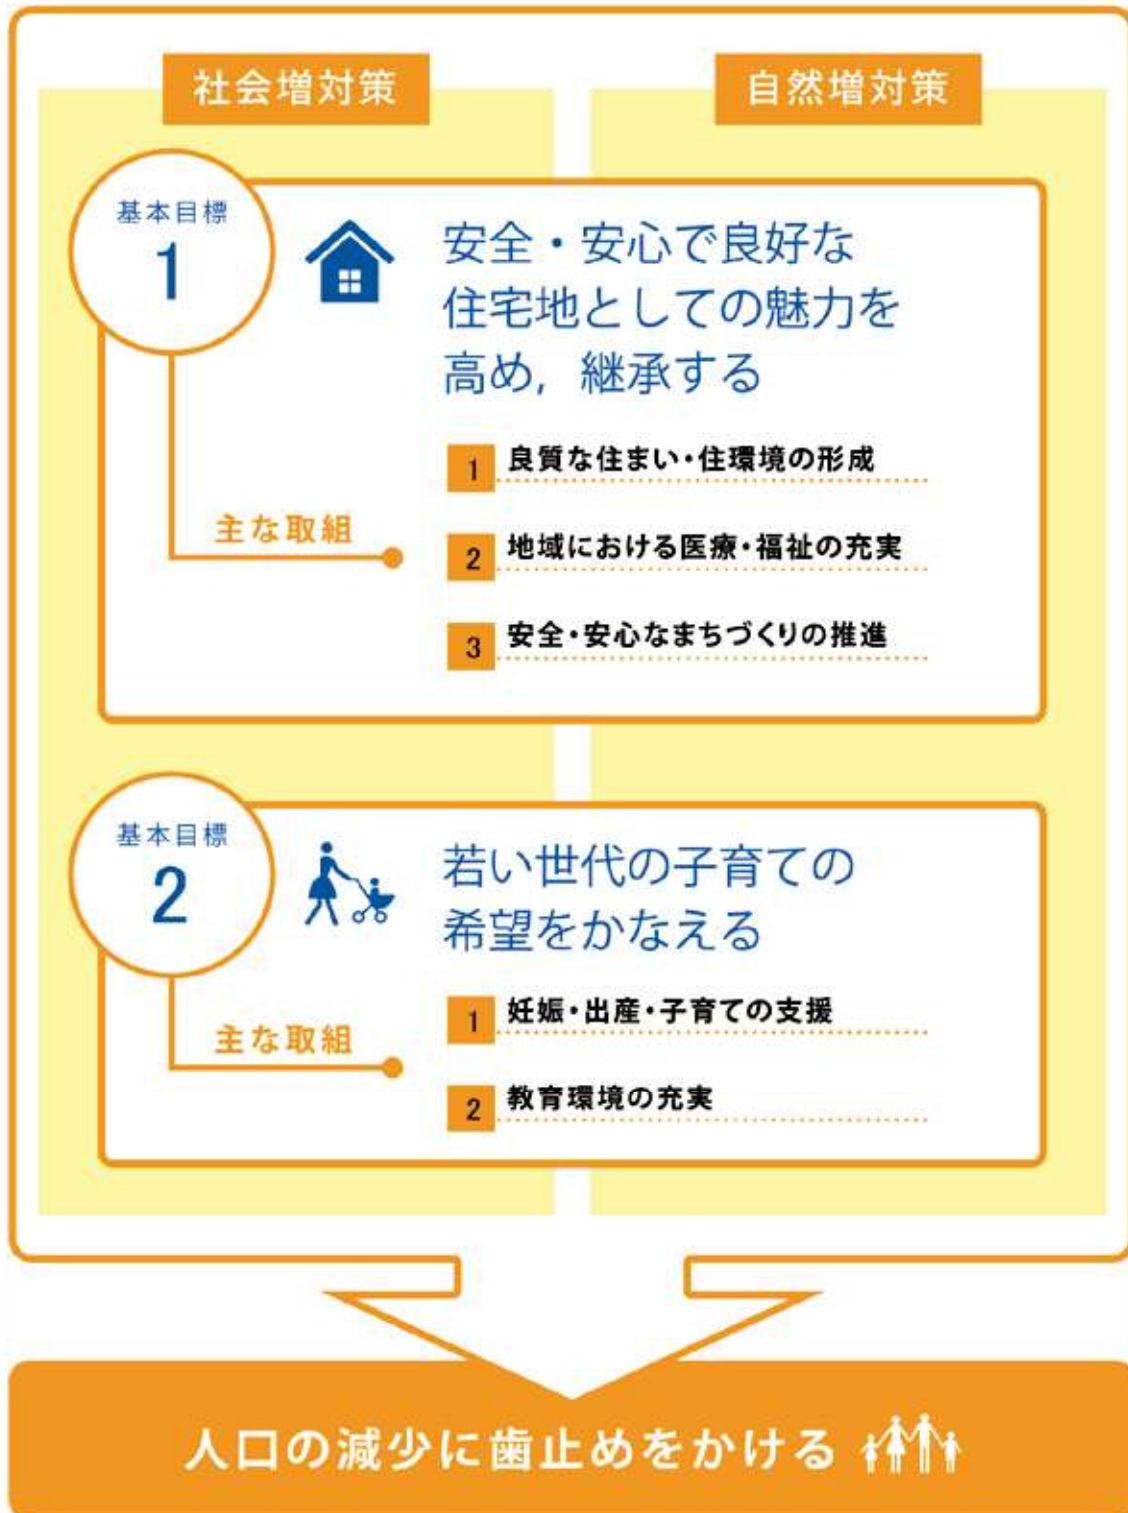 社会増対策
自然増対策
基本目標
1
安全・安心で良好な
住宅地としての魅力を
高め，継承する
主な取組
1 良質な住まい・住環境の形成
2 地域における医療・福祉の充実
3 安全・安心なまちづくりの推進
基本目標
2
若い世代の子育ての
希望をかなえる
主な取組
1 妊娠・出産・子育ての支援
2 教育環境の充実
人口の減少に歯止めをかける